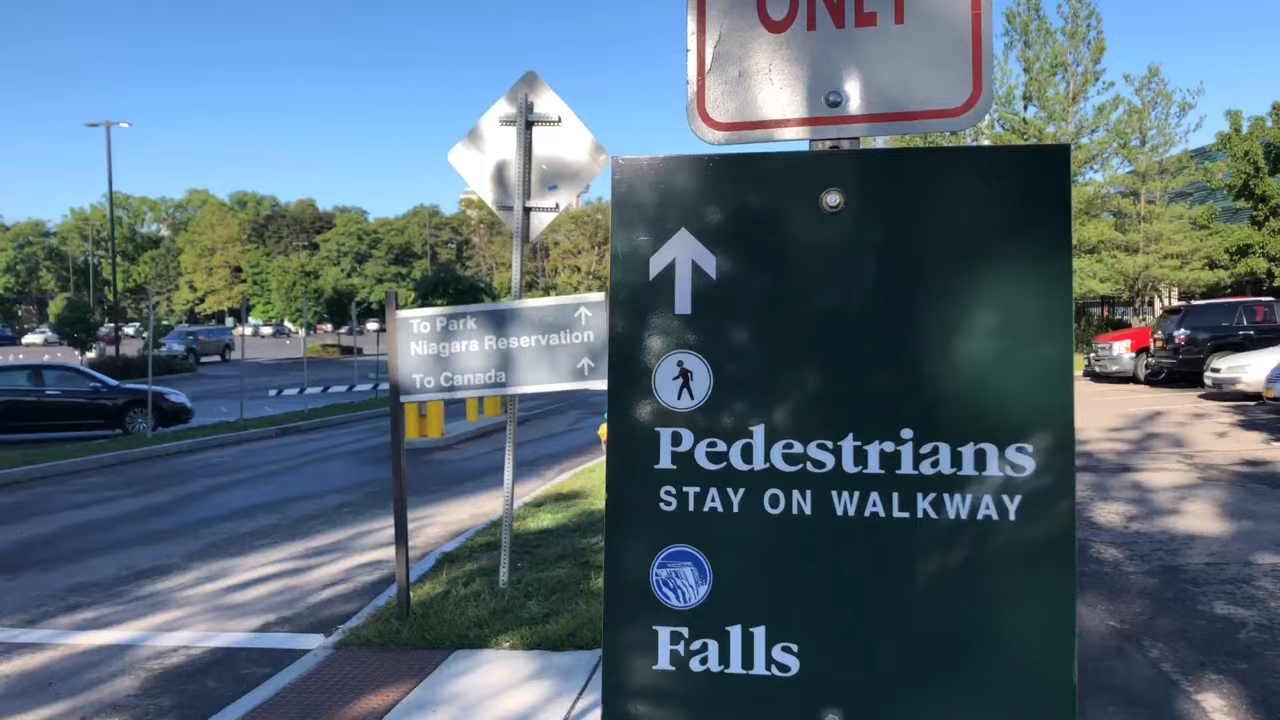 ONLY
To Park
Niagara Reservation
To Canada
Pedestrians
STAY ON WALKWAY
Falls